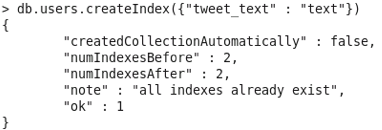 > db.users.createIndex({"tweet_text" : "text"})
{
"createdCollectionAutomatically" : false,
"numIndexesBefore" : 2,
"numIndexesAfter" : 2,
"note" : "all indexes already exist",
"ok" : 1
}